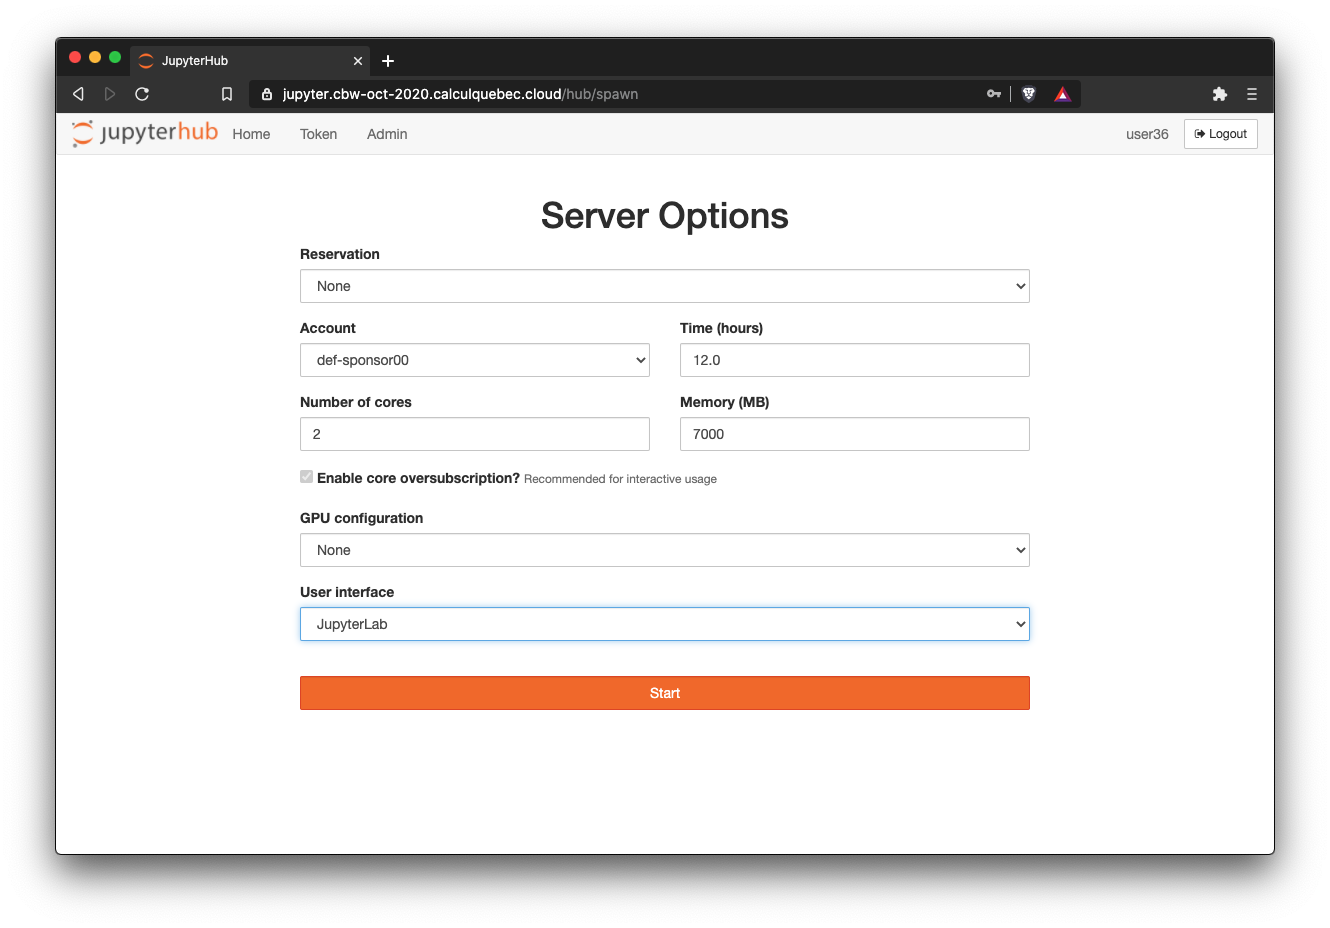 JupyterHub
jupyter.cbw-oct-2020.calculquebec.cloud/hub/spawn
jupyterhub Home Token Admin user36 Logout
Server Options
Reservation
None
Account Time (hours)
def-sponsor00 12.0
Number of cores Memory (MB)
2 7000
Enable core oversubscription? Recommended for interactive usage
GPU configuration
None
User interface
JupyterLab
Start